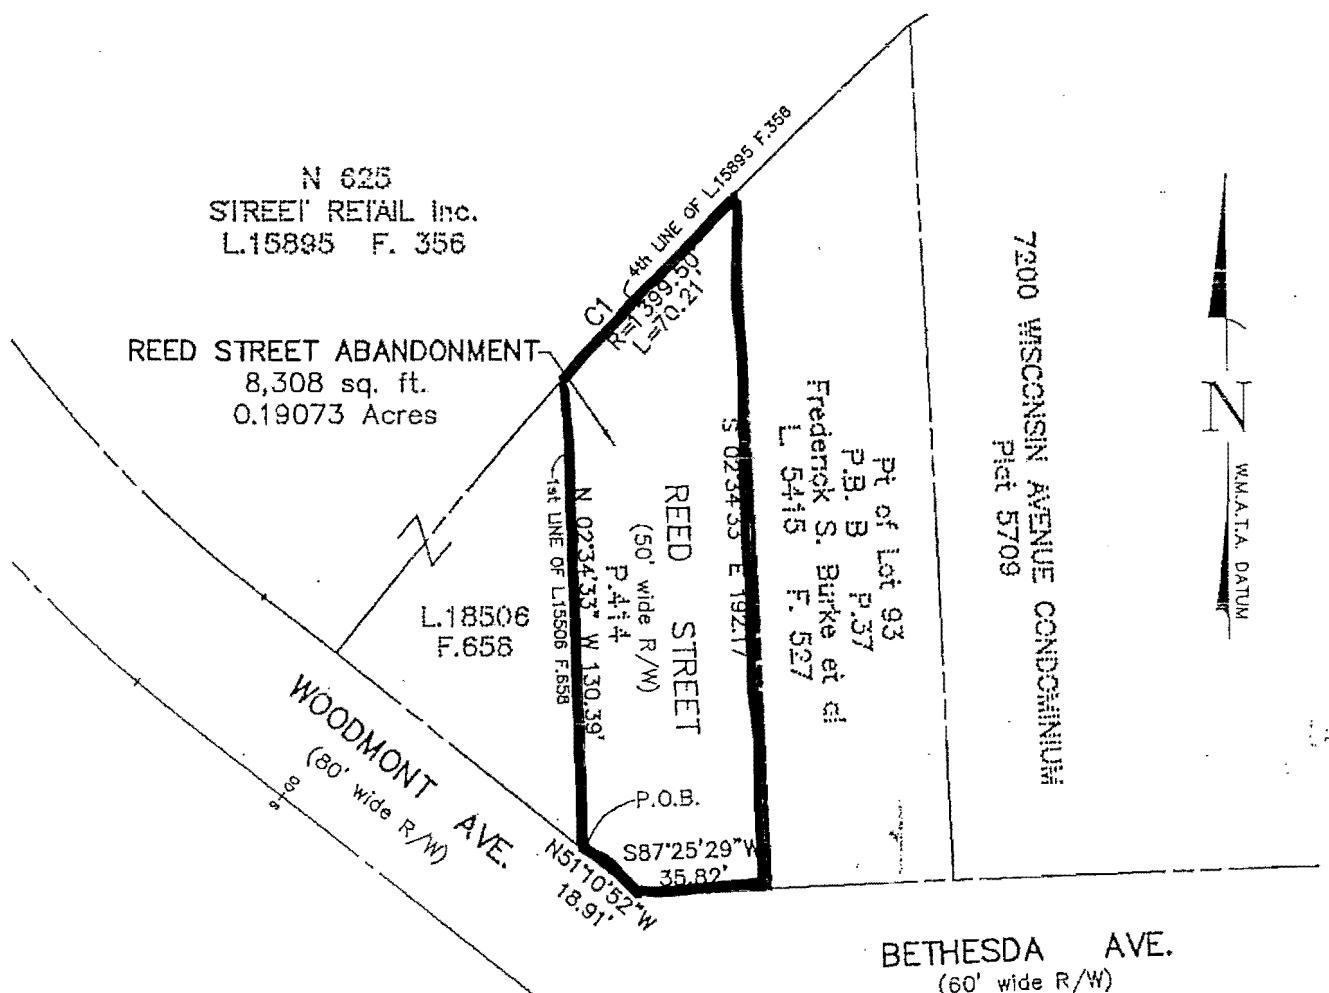 N 625
STREET RETAIL Inc.
L.15895 F. 356
REED STREET ABANDONMENT
8,308 sq. ft.
0.19073 Acres
C1
4th LINE OF L.15895 F.358
R=1399.50'
L=70.21'
L.18506
F.658
1st LINE OF L.15506 F.658
N 02°34'33" W 130.39'
REED STREET
(50' wide R/W)
P.414
S 02°34'33 E 192.17
Pt of Lot 93
P.B. B P.37
Frederick S. Burke et al
L 5415 F. 527
7200 WISCONSIN AVENUE CONDOMINIUM
Plat 5709
N
W.M.A.T.A. DATUM
WOODMONT AVE.
(80' wide R/W)
P.O.B.
S87°25'29"W
35.82'
N51°10'52"W
18.91'
BETHESDA AVE.
(60' wide R/W)